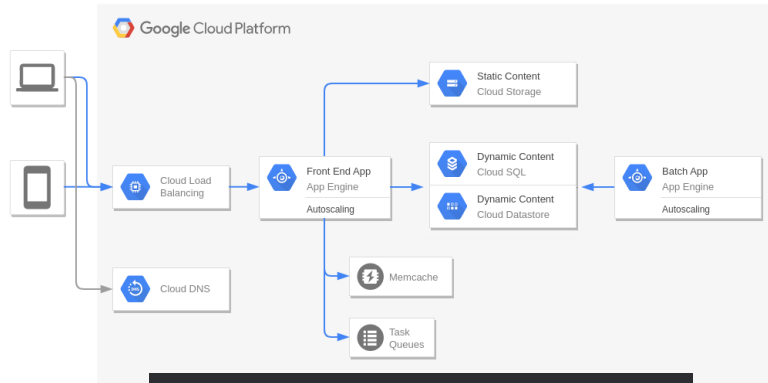 Google Cloud Platform
Static Content
Cloud Storage
Cloud Load
Balancing
Front End App
App Engine
Autoscaling
Dynamic Content
Cloud SQL
Dynamic Content
Cloud Datastore
Batch App
App Engine
Autoscaling
Cloud DNS
DNS
Memcache
Task
Queues